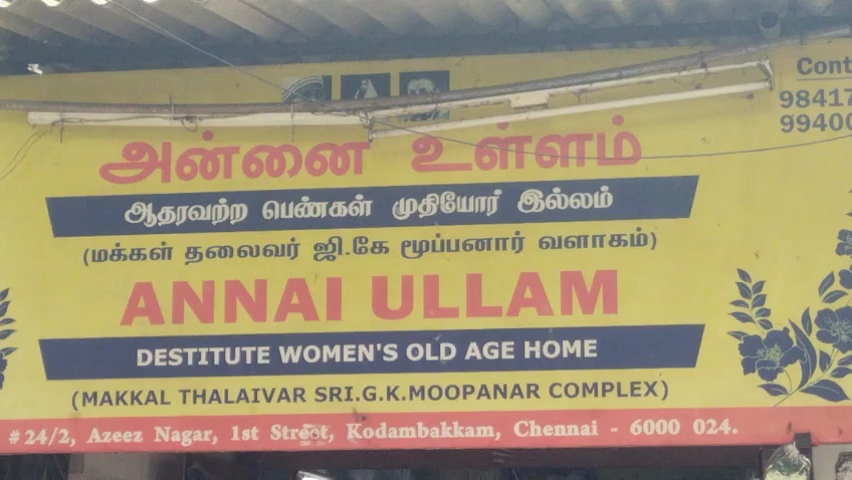 Cont
98417
9940
அன்னை உள்ளம்
ஆதரவற்ற பெண்கள் முதியோர் இல்லம்
(மக்கள் தலைவர் ஜி.கே மூப்பனார் வளாகம்)
ANNAI ULLAM
DESTITUTE WOMEN'S OLD AGE HOME
(MAKKAL THALAIVAR SRI.G.K.MOOPANAR COMPLEX)
# 24/2, Azeez Nagar, 1st Street, Kodambakkam, Chennai - 6000 024.